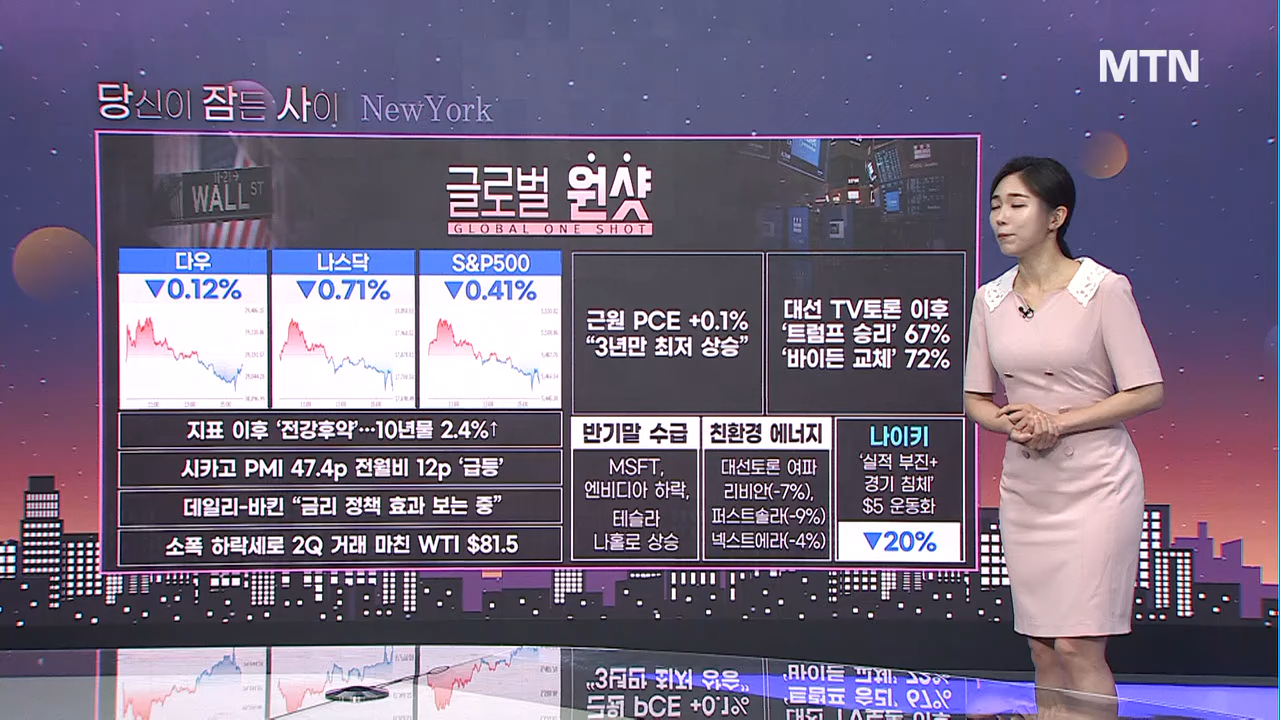 MTN
당신이 잠든 사이 NewYork
WALL ST
글로벌 원샷
GLOBAL ONE SHOT
다우
▼0.12%
나스닥
▼0.71%
S&P500
▼0.41%
지표 이후 ‘전강후약’…10년물 2.4%↑
시카고 PMI 47.4p 전월비 12p ‘급등’
데일리-바킨 “금리 정책 효과 보는 중”
소폭 하락세로 2Q 거래 마친 WTI $81.5
근원 PCE +0.1%
“3년만 최저 상승”
대선 TV토론 이후
‘트럼프 승리’ 67%
‘바이든 교체’ 72%
반기말 수급
MSFT,
엔비디아 하락,
테슬라
나홀로 상승
친환경 에너지
대선토론 여파
리비안(-7%),
퍼스트솔라(-9%)
넥스트에라(-4%)
나이키
‘실적 부진+
경기 침체’
$5 운동화
▼20%